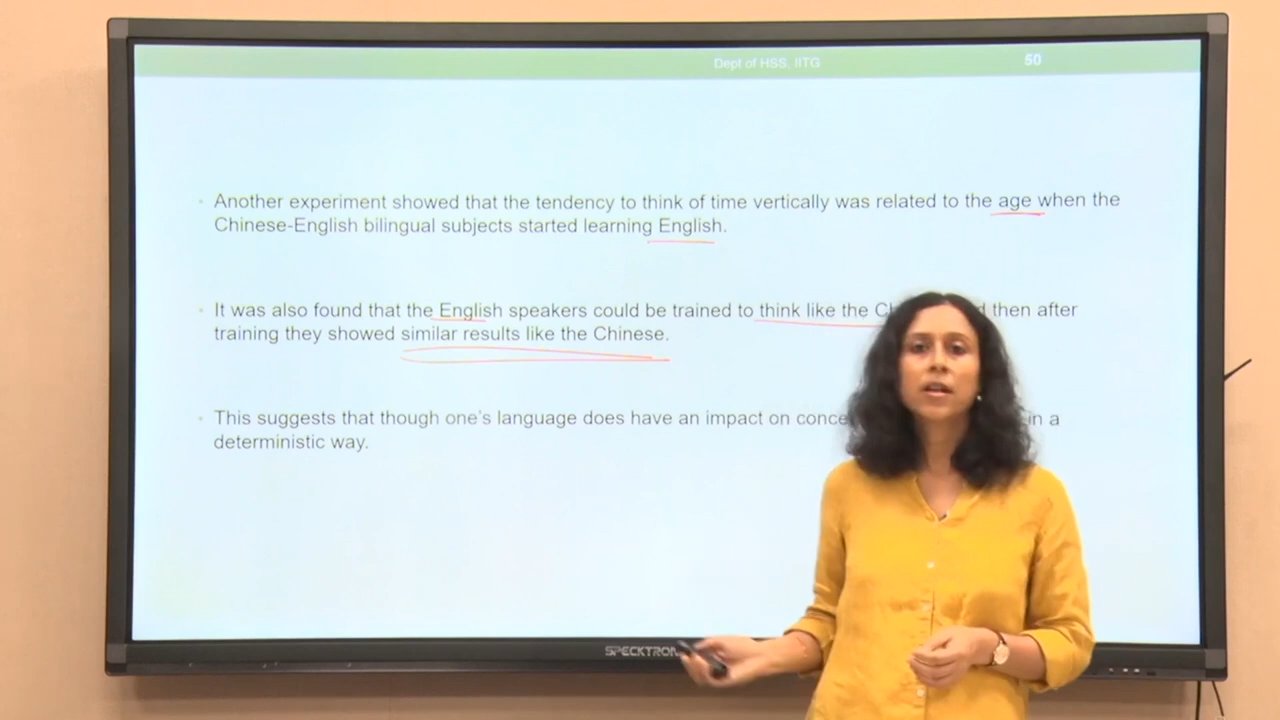 Dept of HSS, IITG 50
Another experiment showed that the tendency to think of time vertically was related to the age when the
Chinese-English bilingual subjects started learning English.
It was also found that the English speakers could be trained to think like the then after
training they showed similar results like the Chinese.
This suggests that though one's language does have an impact on in a
deterministic way.
SPECKTRON